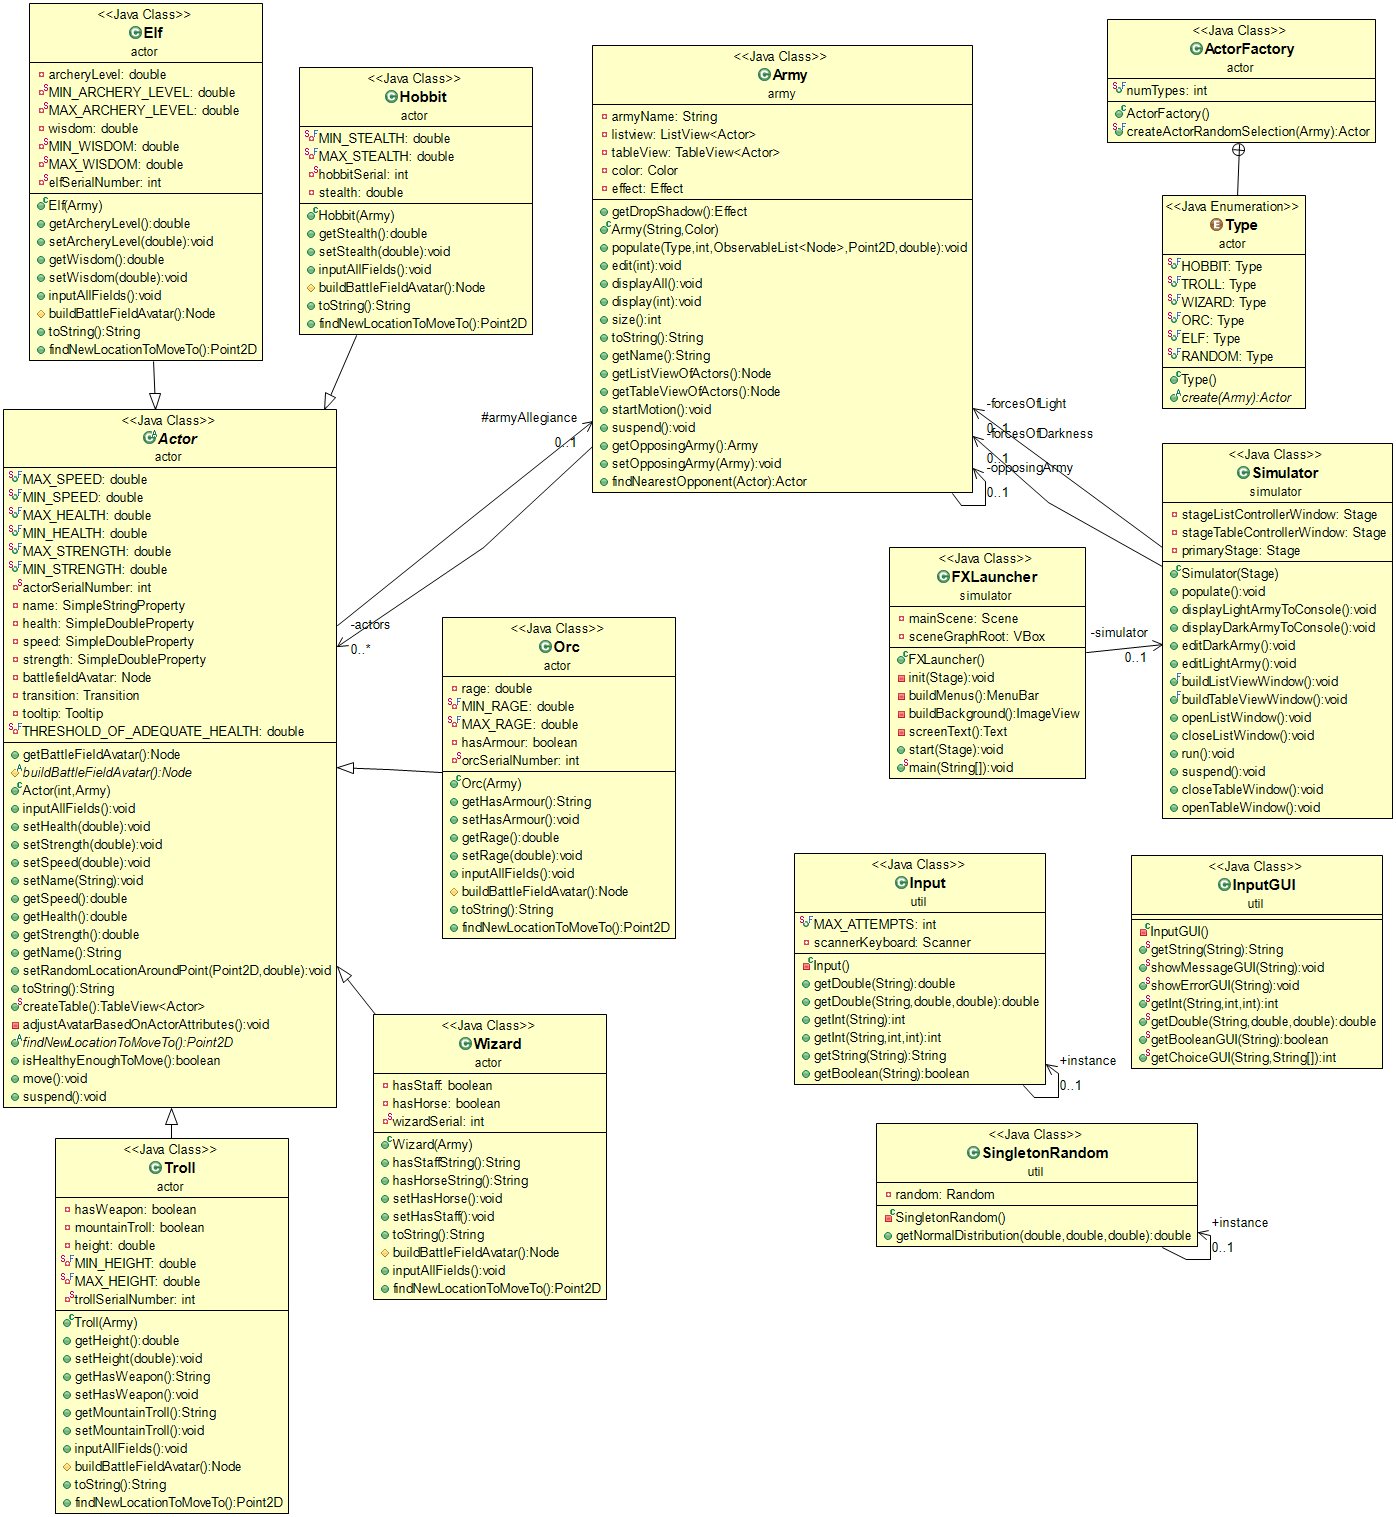 <<Java Class>>
Elf
actor
archeryLevel: double
MIN_ARCHERY_LEVEL: double
MAX_ARCHERY_LEVEL: double
wisdom: double
MIN_WISDOM: double
MAX_WISDOM: double
elfSerialNumber: int
Elf(Army)
getArcheryLevel():double
setArcheryLevel(double):void
getWisdom():double
setWisdom(double):void
inputAllFields():void
buildBattleFieldAvatar():Node
toString():String
findNewLocationToMoveTo():Point2D
<<Java Class>>
Hobbit
actor
MIN_STEALTH: double
MAX_STEALTH: double
hobbitSerial: int
stealth: double
Hobbit(Army)
getStealth():double
setStealth(double):void
inputAllFields():void
buildBattleFieldAvatar():Node
toString():String
findNewLocationToMoveTo():Point2D
<<Java Class>>
Army
army
armyName: String
listview: ListView<Actor>
tableView: TableView<Actor>
color: Color
effect: Effect
getDropShadow():Effect
Army(String,Color)
populate(Type,int,ObservableList<Node>,Point2D,double):void
edit(int):void
displayAll():void
display(int):void
size():int
toString():String
getName():String
getListViewOfActors():Node
getTableViewOfActors():Node
startMotion():void
suspend():void
getOpposingArmy():Army
setOpposingArmy(Army):void
findNearestOpponent(Actor):Actor
<<Java Class>>
ActorFactory
actor
numTypes: int
ActorFactory()
createActorRandomSelection(Army):Actor
<<Java Enumeration>>
Type
actor
HOBBIT: Type
TROLL: Type
WIZARD: Type
ORC: Type
ELF: Type
RANDOM: Type
Type()
create(Army):Actor
#armyAllegiance
0..1
-forcesOfLight
0..1
-forcesOfDarkness
0..1
-opposingArmy
0..1
<<Java Class>>
Actor
actor
MAX_SPEED: double
MIN_SPEED: double
MAX_HEALTH: double
MIN_HEALTH: double
MAX_STRENGTH: double
MIN_STRENGTH: double
actorSerialNumber: int
name: SimpleStringProperty
health: SimpleDoubleProperty
speed: SimpleDoubleProperty
strength: SimpleDoubleProperty
battlefieldAvatar: Node
transition: Transition
tooltip: Tooltip
THRESHOLD_OF_ADEQUATE_HEALTH: double
getBattleFieldAvatar():Node
buildBattleFieldAvatar():Node
Actor(int,Army)
inputAllFields():void
setHealth(double):void
setStrength(double):void
setSpeed(double):void
setName(String):void
getSpeed():double
getHealth():double
getStrength():double
getName():String
setRandomLocationAroundPoint(Point2D,double):void
toString():String
createTable():TableView<Actor>
adjustAvatarBasedOnActorAttributes():void
findNewLocationToMoveTo():Point2D
isHealthyEnoughToMove():boolean
move():void
suspend():void
-actors
0..*
<<Java Class>>
Simulator
simulator
stageListControllerWindow: Stage
stageTableControllerWindow: Stage
primaryStage: Stage
Simulator(Stage)
populate():void
displayLightArmyToConsole():void
displayDarkArmyToConsole():void
editDarkArmy():void
editLightArmy():void
buildListViewWindow():void
buildTableViewWindow():void
openListWindow():void
closeListWindow():void
run():void
suspend():void
closeTableWindow():void
openTableWindow():void
<<Java Class>>
FXLauncher
simulator
mainScene: Scene
sceneGraphRoot: VBox
FXLauncher()
init(Stage):void
buildMenus():MenuBar
buildBackground():ImageView
screenText():Text
start(Stage):void
main(String[]):void
-simulator
0..1
<<Java Class>>
Orc
actor
rage: double
MIN_RAGE: double
MAX_RAGE: double
hasArmour: boolean
orcSerialNumber: int
Orc(Army)
getHasArmour():String
setHasArmour():void
getRage():double
setRage(double):void
inputAllFields():void
buildBattleFieldAvatar():Node
toString():String
findNewLocationToMoveTo():Point2D
<<Java Class>>
Input
util
MAX_ATTEMPTS: int
scannerKeyboard: Scanner
Input()
getDouble(String):double
getDouble(String,double,double):double
getInt(String):int
getInt(String,int,int):int
getString(String):String
getBoolean(String):boolean
+instance
0..1
<<Java Class>>
InputGUI
util
InputGUI()
getString(String):String
showMessageGUI(String):void
showErrorGUI(String):void
getInt(String,int,int):int
getDouble(String,double,double):double
getBooleanGUI(String):boolean
getChoiceGUI(String,String[]):int
<<Java Class>>
Wizard
actor
hasStaff: boolean
hasHorse: boolean
wizardSerial: int
Wizard(Army)
hasStaffString():String
hasHorseString():String
setHasHorse():void
setHasStaff():void
toString():String
buildBattleFieldAvatar():Node
inputAllFields():void
findNewLocationToMoveTo():Point2D
<<Java Class>>
SingletonRandom
util
random: Random
SingletonRandom()
getNormalDistribution(double,double,double):double
+instance
0..1
<<Java Class>>
Troll
actor
hasWeapon: boolean
mountainTroll: boolean
height: double
MIN_HEIGHT: double
MAX_HEIGHT: double
trollSerialNumber: int
Troll(Army)
getHeight():double
setHeight(double):void
getHasWeapon():String
setHasWeapon():void
getMountainTroll():String
setMountainTroll():void
inputAllFields():void
buildBattleFieldAvatar():Node
toString():String
findNewLocationToMoveTo():Point2D